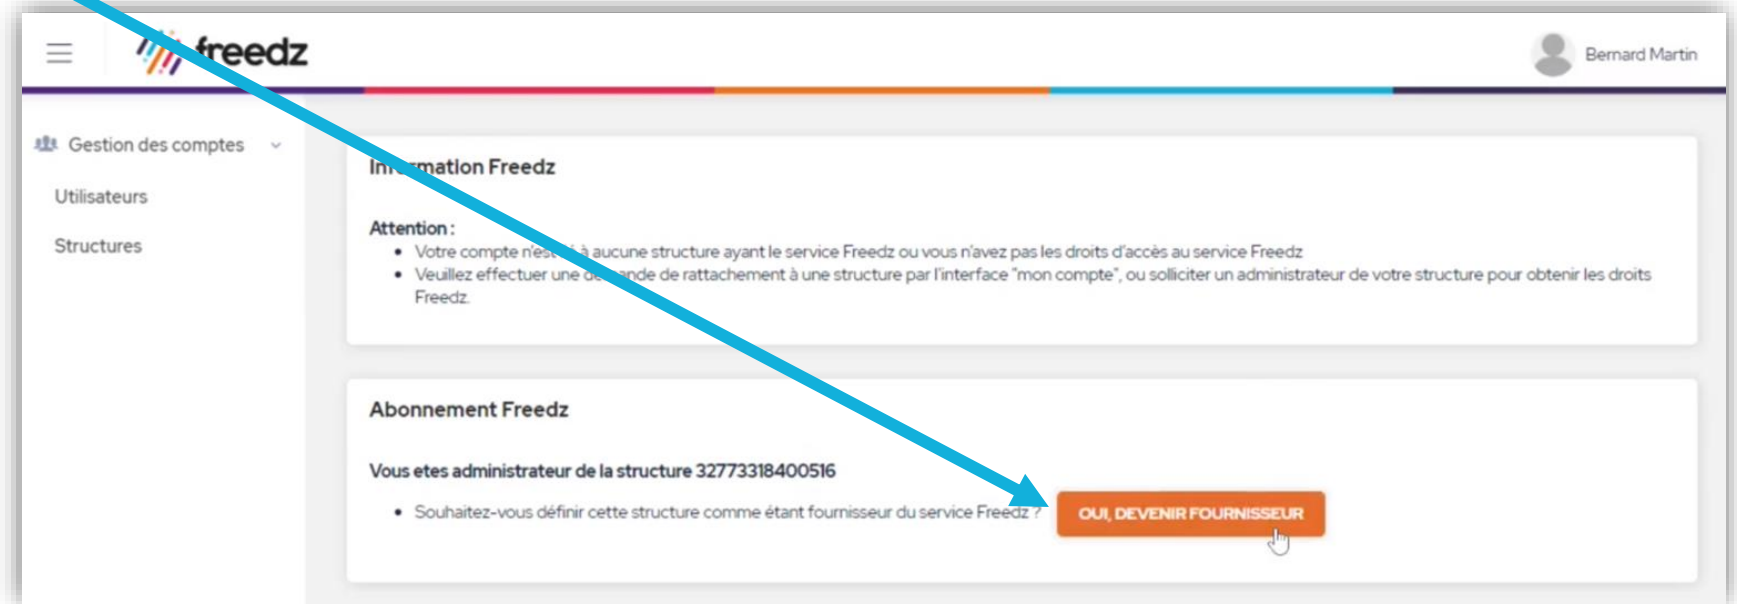 freedz
Bernard Martin
Gestion des comptes
Utilisateurs
Structures
Information Freedz
Attention :
Votre compte n'est à aucune structure ayant le service Freedz ou vous n'avez pas les droits d'accès au service Freedz
Veuillez effectuer une demande de rattachement à une structure par l'interface "mon compte", ou solliciter un administrateur de votre structure pour obtenir les droits
Freedz.
Abonnement Freedz
Vous etes administrateur de la structure 32773318400516
Souhaitez-vous définir cette structure comme étant fournisseur du service Freedz ?
OUI, DEVENIR FOURNISSEUR